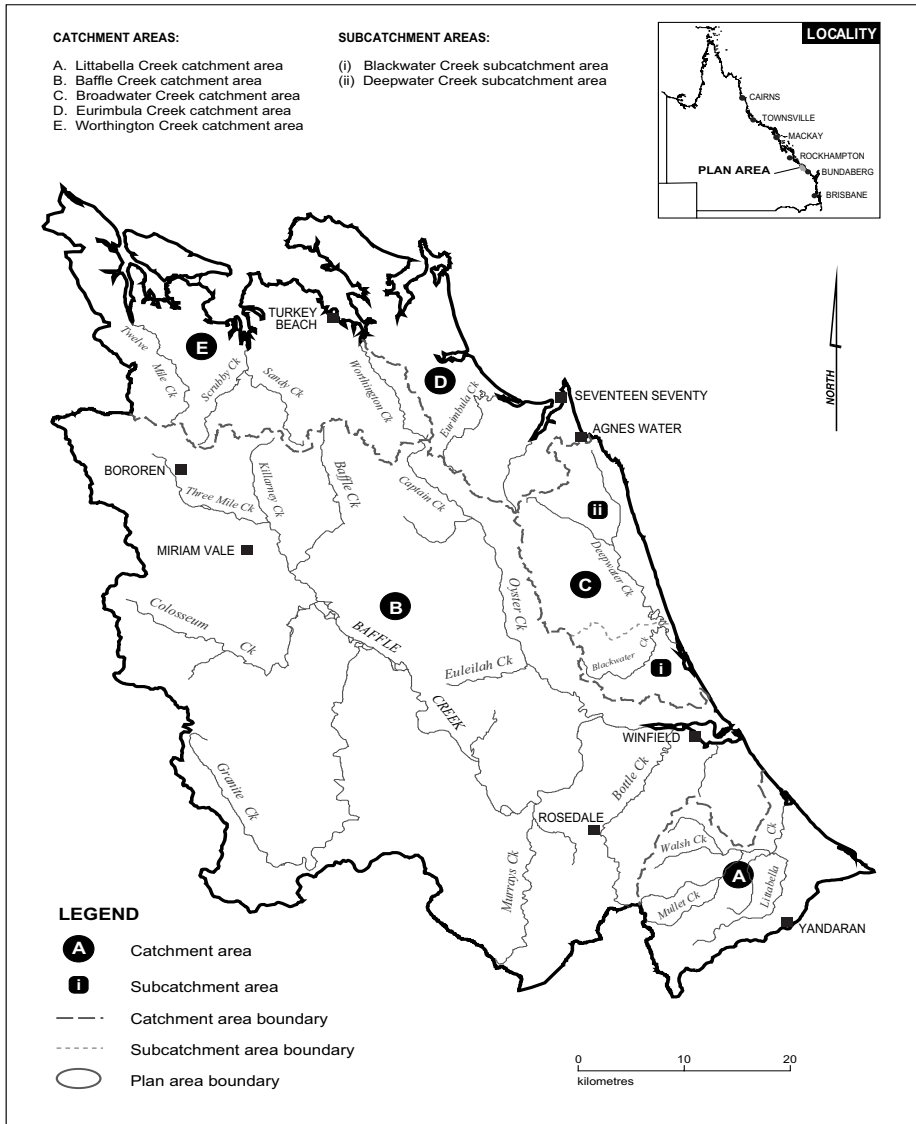 CATCHMENT AREAS:
A. Littabella Creek catchment area
B. Baffle Creek catchment area
C. Broadwater Creek catchment area
D. Eurimbula Creek catchment area
E. Worthington Creek catchment area
SUBCATCHMENT AREAS:
(i) Blackwater Creek subcatchment area
(ii) Deepwater Creek subcatchment area
LOCALITY
CAIRNS
TOWNSVILLE
MACKAY
ROCKHAMPTON
PLAN AREA
BUNDABERG
BRISBANE
NORTH
TURKEY
BEACH
E
Twelve
Mile Ck
Scrubby Ck
Sandy Ck
Worthington Ck
D
Eurimbula Ck
SEVENTEEN SEVENTY
AGNES WATER
BOROREN
Three Mile Ck
Killarney Ck
Baffle Ck
Captain Ck
ii
MIRIAM VALE
Deepwater Ck
C
B
Oyster Ck
Colosseum
Ck
BAFFLE
CREEK
Euleilah Ck
Blackwater
Ck
i
WINFIELD
Granite
Ck
Bottle Ck
ROSEDALE
Murrays Ck
Walsh Ck
Mullet Ck
A
Littabella
Ck
YANDARAN
LEGEND
A Catchment area
i Subcatchment area
Catchment area boundary
Subcatchment area boundary
Plan area boundary
0 10 20
kilometres